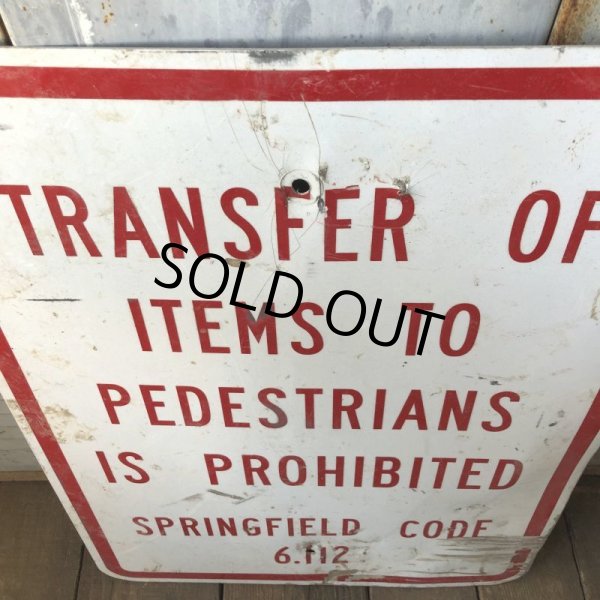 TRANSFER OF
SOLD OUT
ITEMS TO
PEDESTRIANS
IS PROHIBITED
SPRINGFIELD CODE
6.112